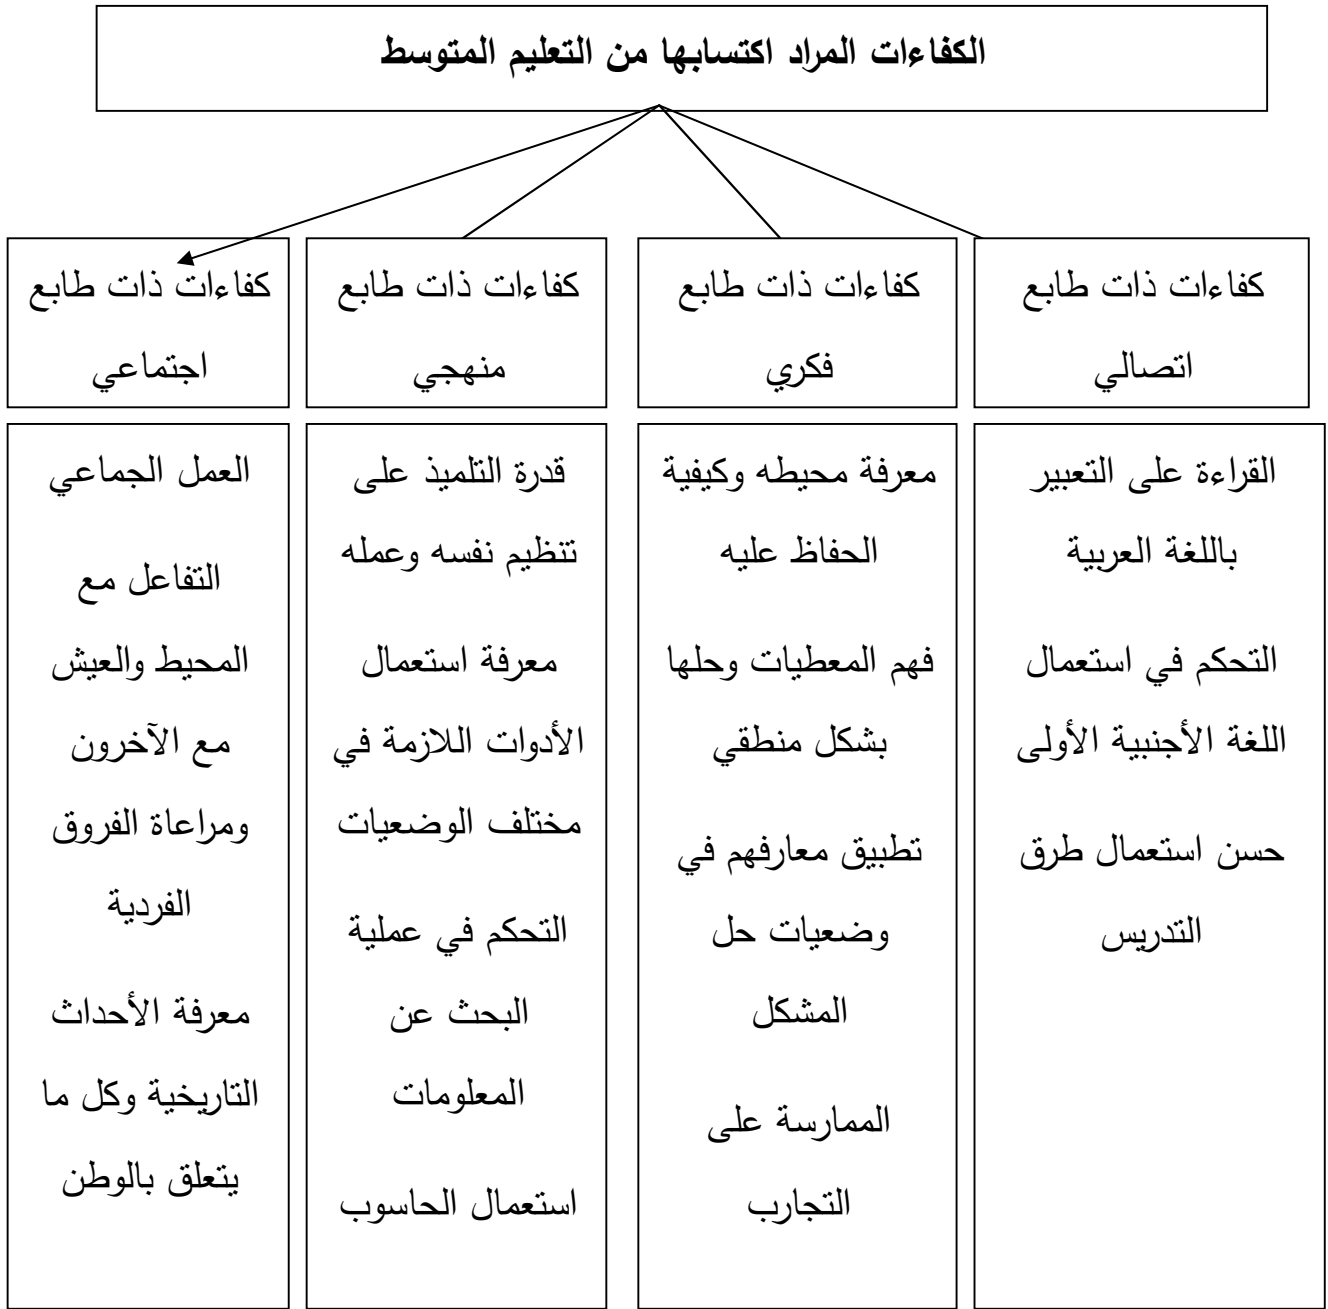 الكفاءات المراد اكتسابها من التعليم المتوسط
كفاءات ذات طابع
اتصالي
القراءة على التعبير
باللغة العربية
التحكم في استعمال
اللغة الأجنبية الأولى
حسن استعمال طرق
التدريس
كفاءات ذات طابع
فكري
معرفة محيطه وكيفية
الحفاظ عليه
فهم المعطيات وحلها
بشكل منطقي
تطبيق معارفهم في
وضعيات حل
المشكل
الممارسة على
التجارب
كفاءات ذات طابع
منهجي
قدرة التلميذ على
تنظيم نفسه وعمله
معرفة استعمال
الأدوات اللازمة في
مختلف الوضعيات
التحكم في عملية
البحث عن
المعلومات
استعمال الحاسوب
كفاءات ذات طابع
اجتماعي
العمل الجماعي
التفاعل مع
المحيط والعيش
مع الآخرون
ومراعاة الفروق
الفردية
معرفة الأحداث
التاريخية وكل ما
يتعلق بالوطن